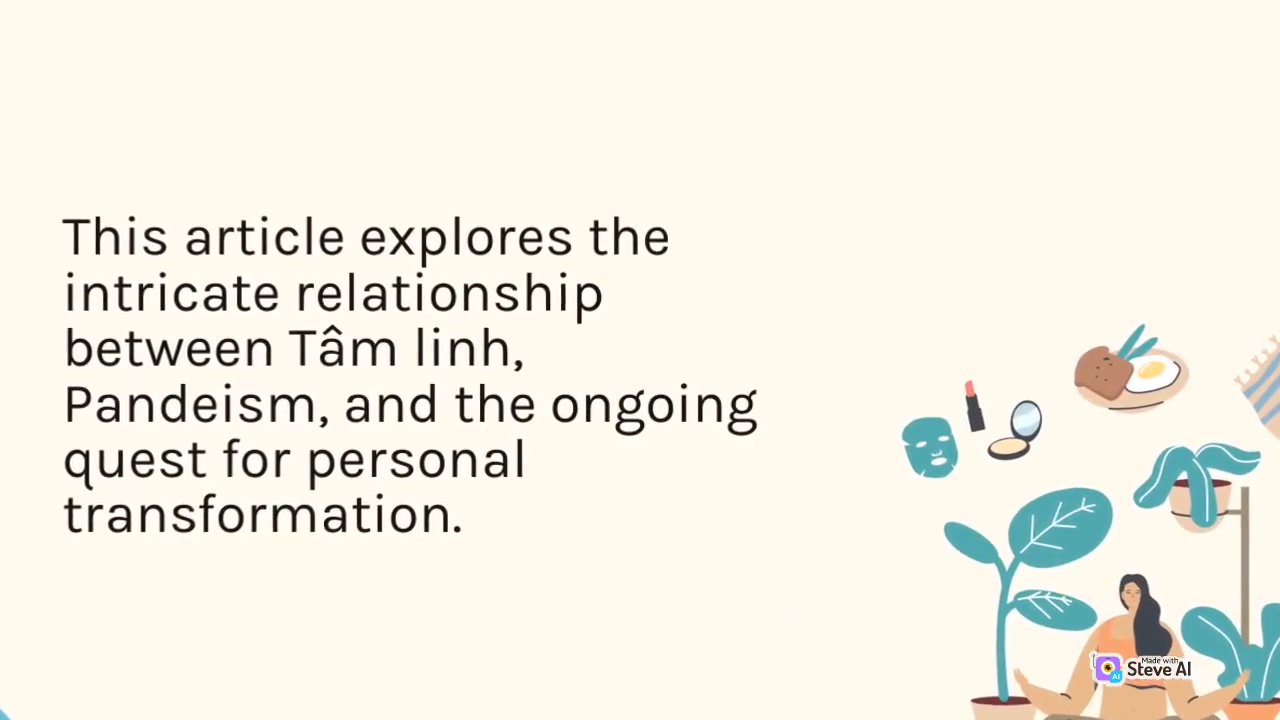 This article explores the
intricate relationship
between Tâm linh,
Pandeism, and the ongoing
quest for personal
transformation.
Made with
Steve AI
AI